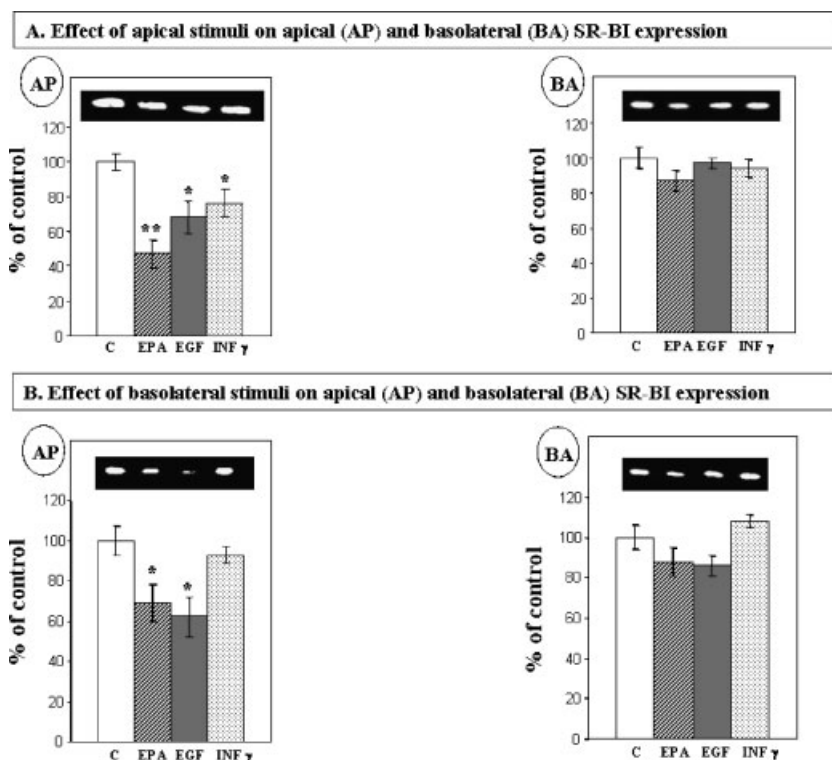 A. Effect of apical stimuli on apical (AP) and basolateral (BA) SR-BI expression
AP
% of control
120
100
80
60
40
20
0
**
*
*
C EPA EGF INF γ
BA
% of control
120
100
80
60
40
20
0
C EPA EGF INF γ
B. Effect of basolateral stimuli on apical (AP) and basolateral (BA) SR-BI expression
AP
% of control
120
100
80
60
40
20
0
*
*
C EPA EGF INF γ
BA
% of control
120
100
80
60
40
20
0
C EPA EGF INF γ